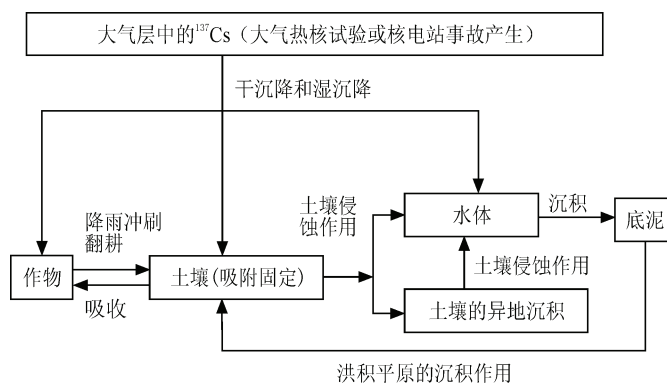 大气层中的¹³⁷Cs（大气热核试验或核电站事故产生）
干沉降和湿沉降
降雨冲刷
翻耕
作物
吸收
土壤(吸附固定)
土壤侵
蚀作用
水体
沉积
底泥
土壤侵蚀作用
土壤的异地沉积
洪积平原的沉积作用